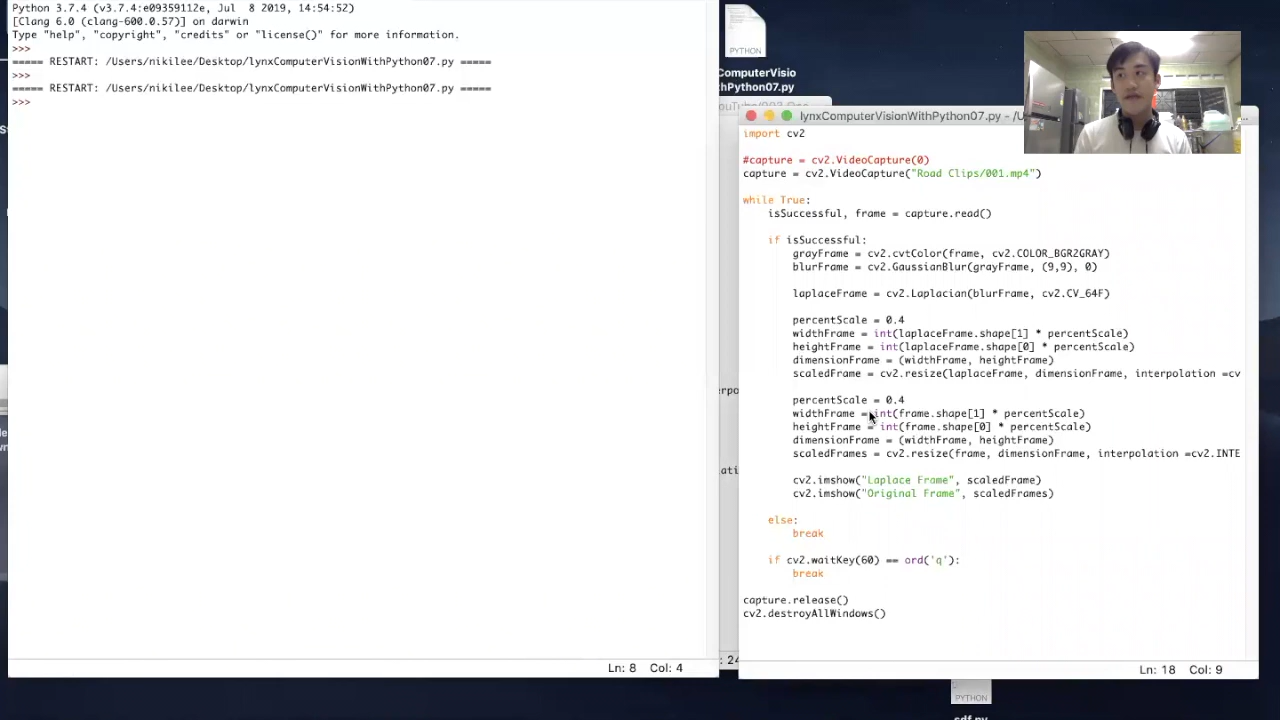 Python 3.7.4 (v3.7.4:e09359112e, Jul  8 2019, 14:54:52)
[Clang 6.0 (clang-600.0.57)] on darwin
Type "help", "copyright", "credits" or "license()" for more information.
>>>
===== RESTART: /Users/nikilee/Desktop/lynxComputerVisionWithPython07.py =====
>>>
===== RESTART: /Users/nikilee/Desktop/lynxComputerVisionWithPython07.py =====
>>>
Ln: 8  Col: 4
PYTHON
ComputerVisio
thPython07.py
lynxComputerVisionWithPython07.py - /U
import cv2
#capture = cv2.VideoCapture(0)
capture = cv2.VideoCapture("Road Clips/001.mp4")
while True:
    isSuccessful, frame = capture.read()
    if isSuccessful:
        grayFrame = cv2.cvtColor(frame, cv2.COLOR_BGR2GRAY)
        blurFrame = cv2.GaussianBlur(grayFrame, (9,9), 0)
        laplaceFrame = cv2.Laplacian(blurFrame, cv2.CV_64F)
        percentScale = 0.4
        widthFrame = int(laplaceFrame.shape[1] * percentScale)
        heightFrame = int(laplaceFrame.shape[0] * percentScale)
        dimensionFrame = (widthFrame, heightFrame)
        scaledFrame = cv2.resize(laplaceFrame, dimensionFrame, interpolation =cv
        percentScale = 0.4
        widthFrame = int(frame.shape[1] * percentScale)
        heightFrame = int(frame.shape[0] * percentScale)
        dimensionFrame = (widthFrame, heightFrame)
        scaledFrames = cv2.resize(frame, dimensionFrame, interpolation =cv2.INTE
        cv2.imshow("Laplace Frame", scaledFrame)
        cv2.imshow("Original Frame", scaledFrames)
    else:
        break
    if cv2.waitKey(60) == ord('q'):
        break
capture.release()
cv2.destroyAllWindows()
Ln: 18  Col: 9